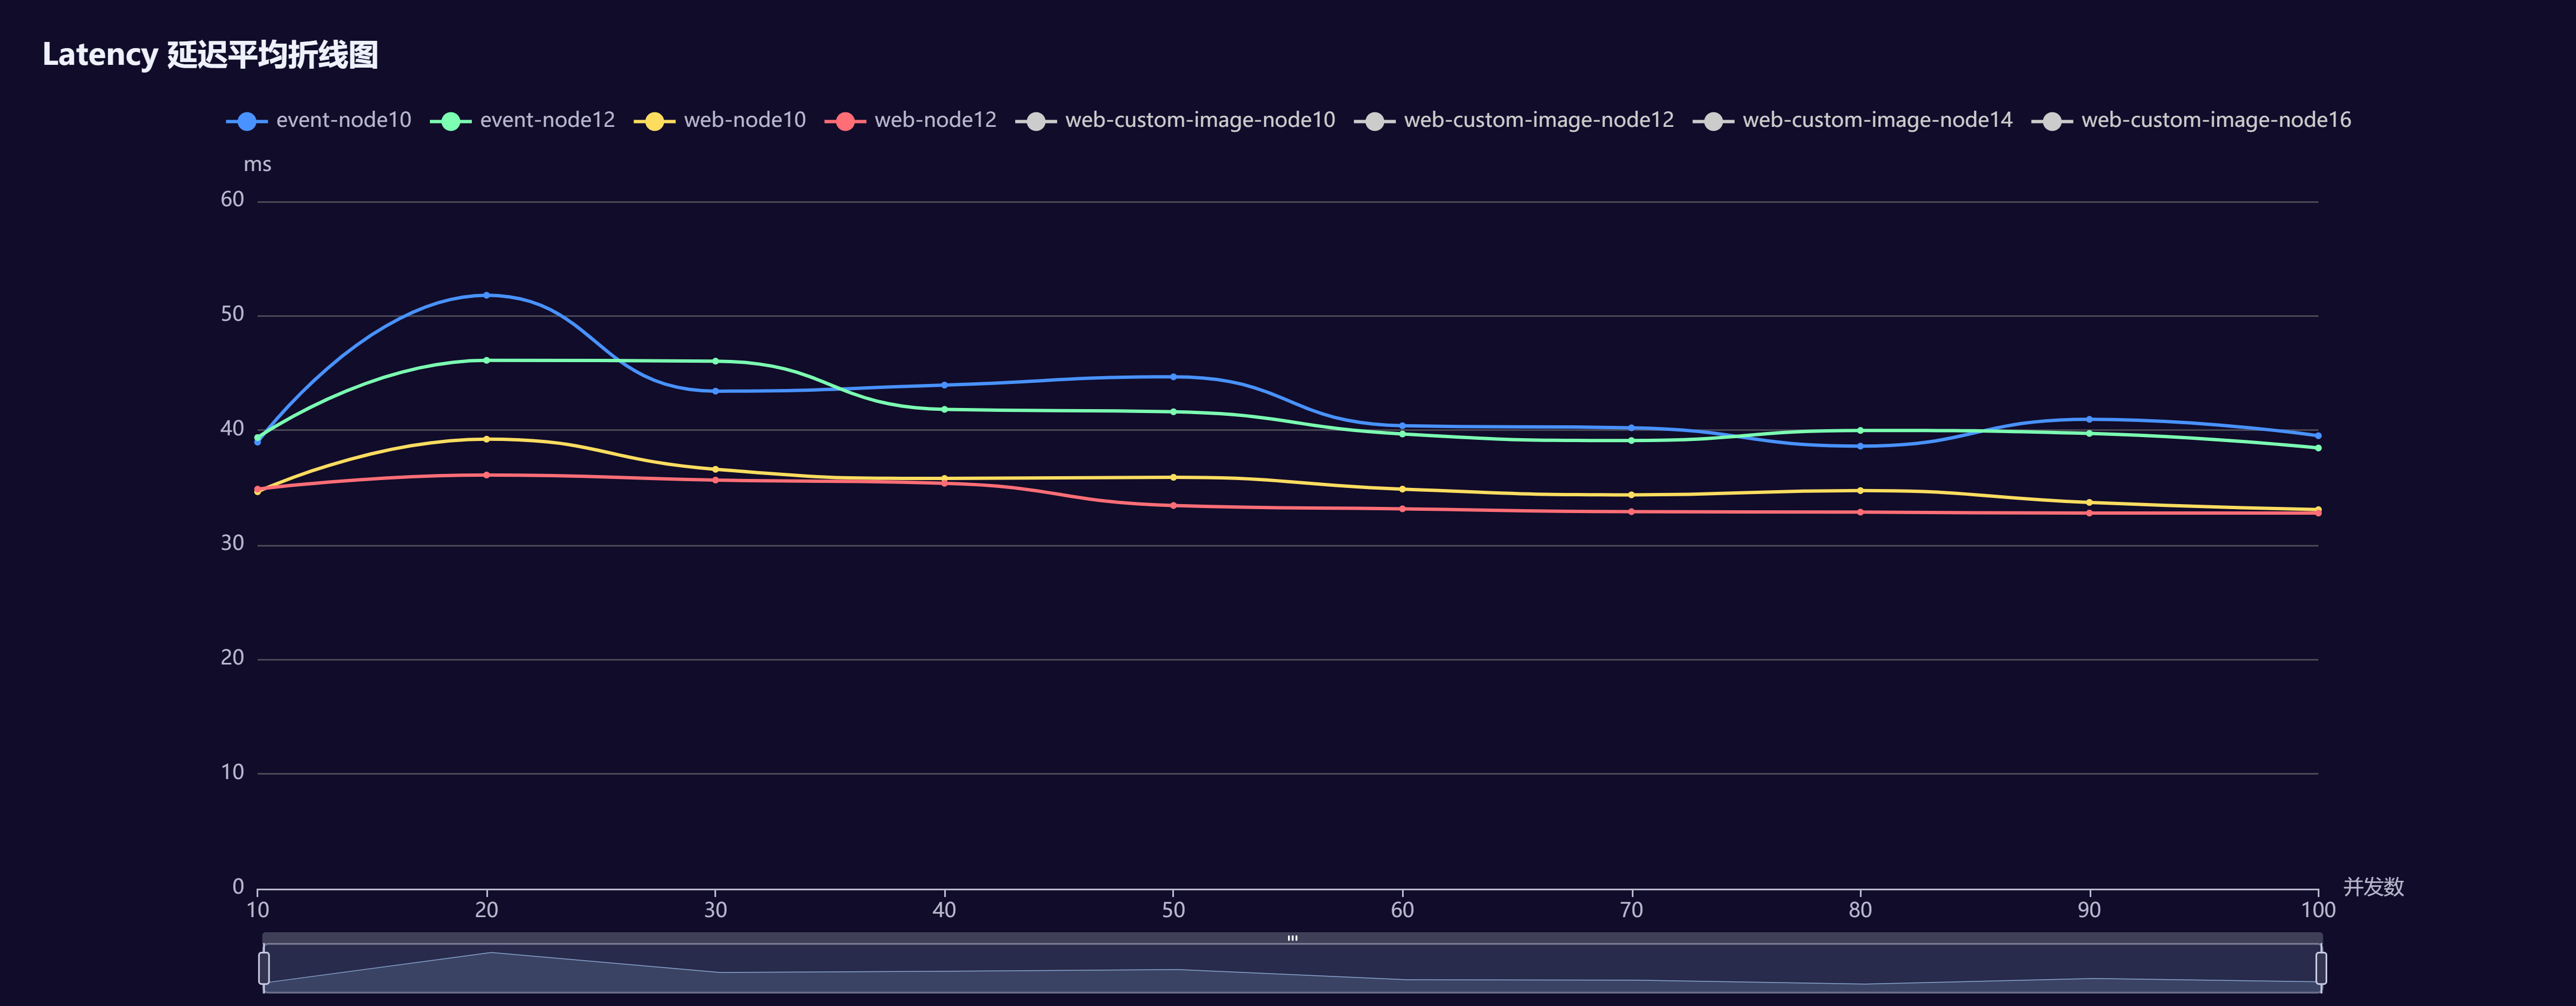 Latency 延迟平均折线图
event-node10 event-node12 web-node10 web-node12 web-custom-image-node10 web-custom-image-node12 web-custom-image-node14 web-custom-image-node16
ms
60
50
40
30
20
10
0
并发数
10 20 30 40 50 60 70 80 90 100